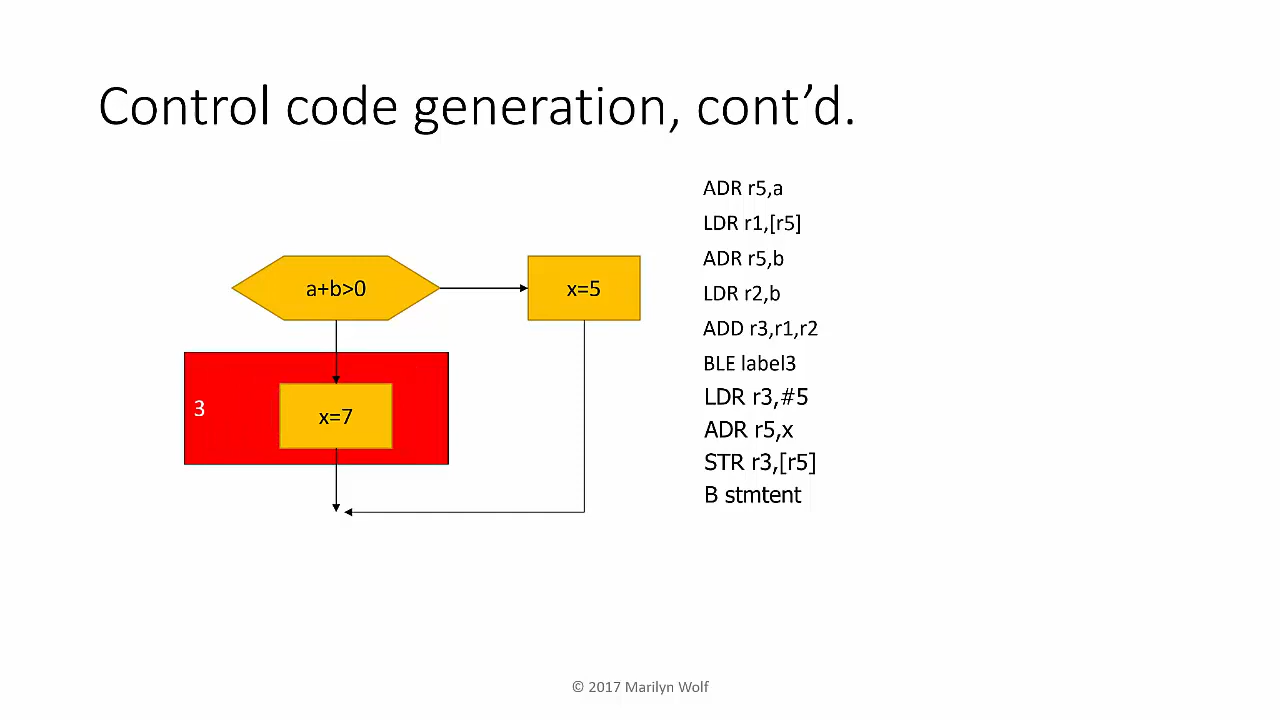 Control code generation, cont’d.
a+b>0
x=5
3
x=7
ADR r5,a
LDR r1,[r5]
ADR r5,b
LDR r2,b
ADD r3,r1,r2
BLE label3
LDR r3,#5
ADR r5,x
STR r3,[r5]
B stmtent
© 2017 Marilyn Wolf